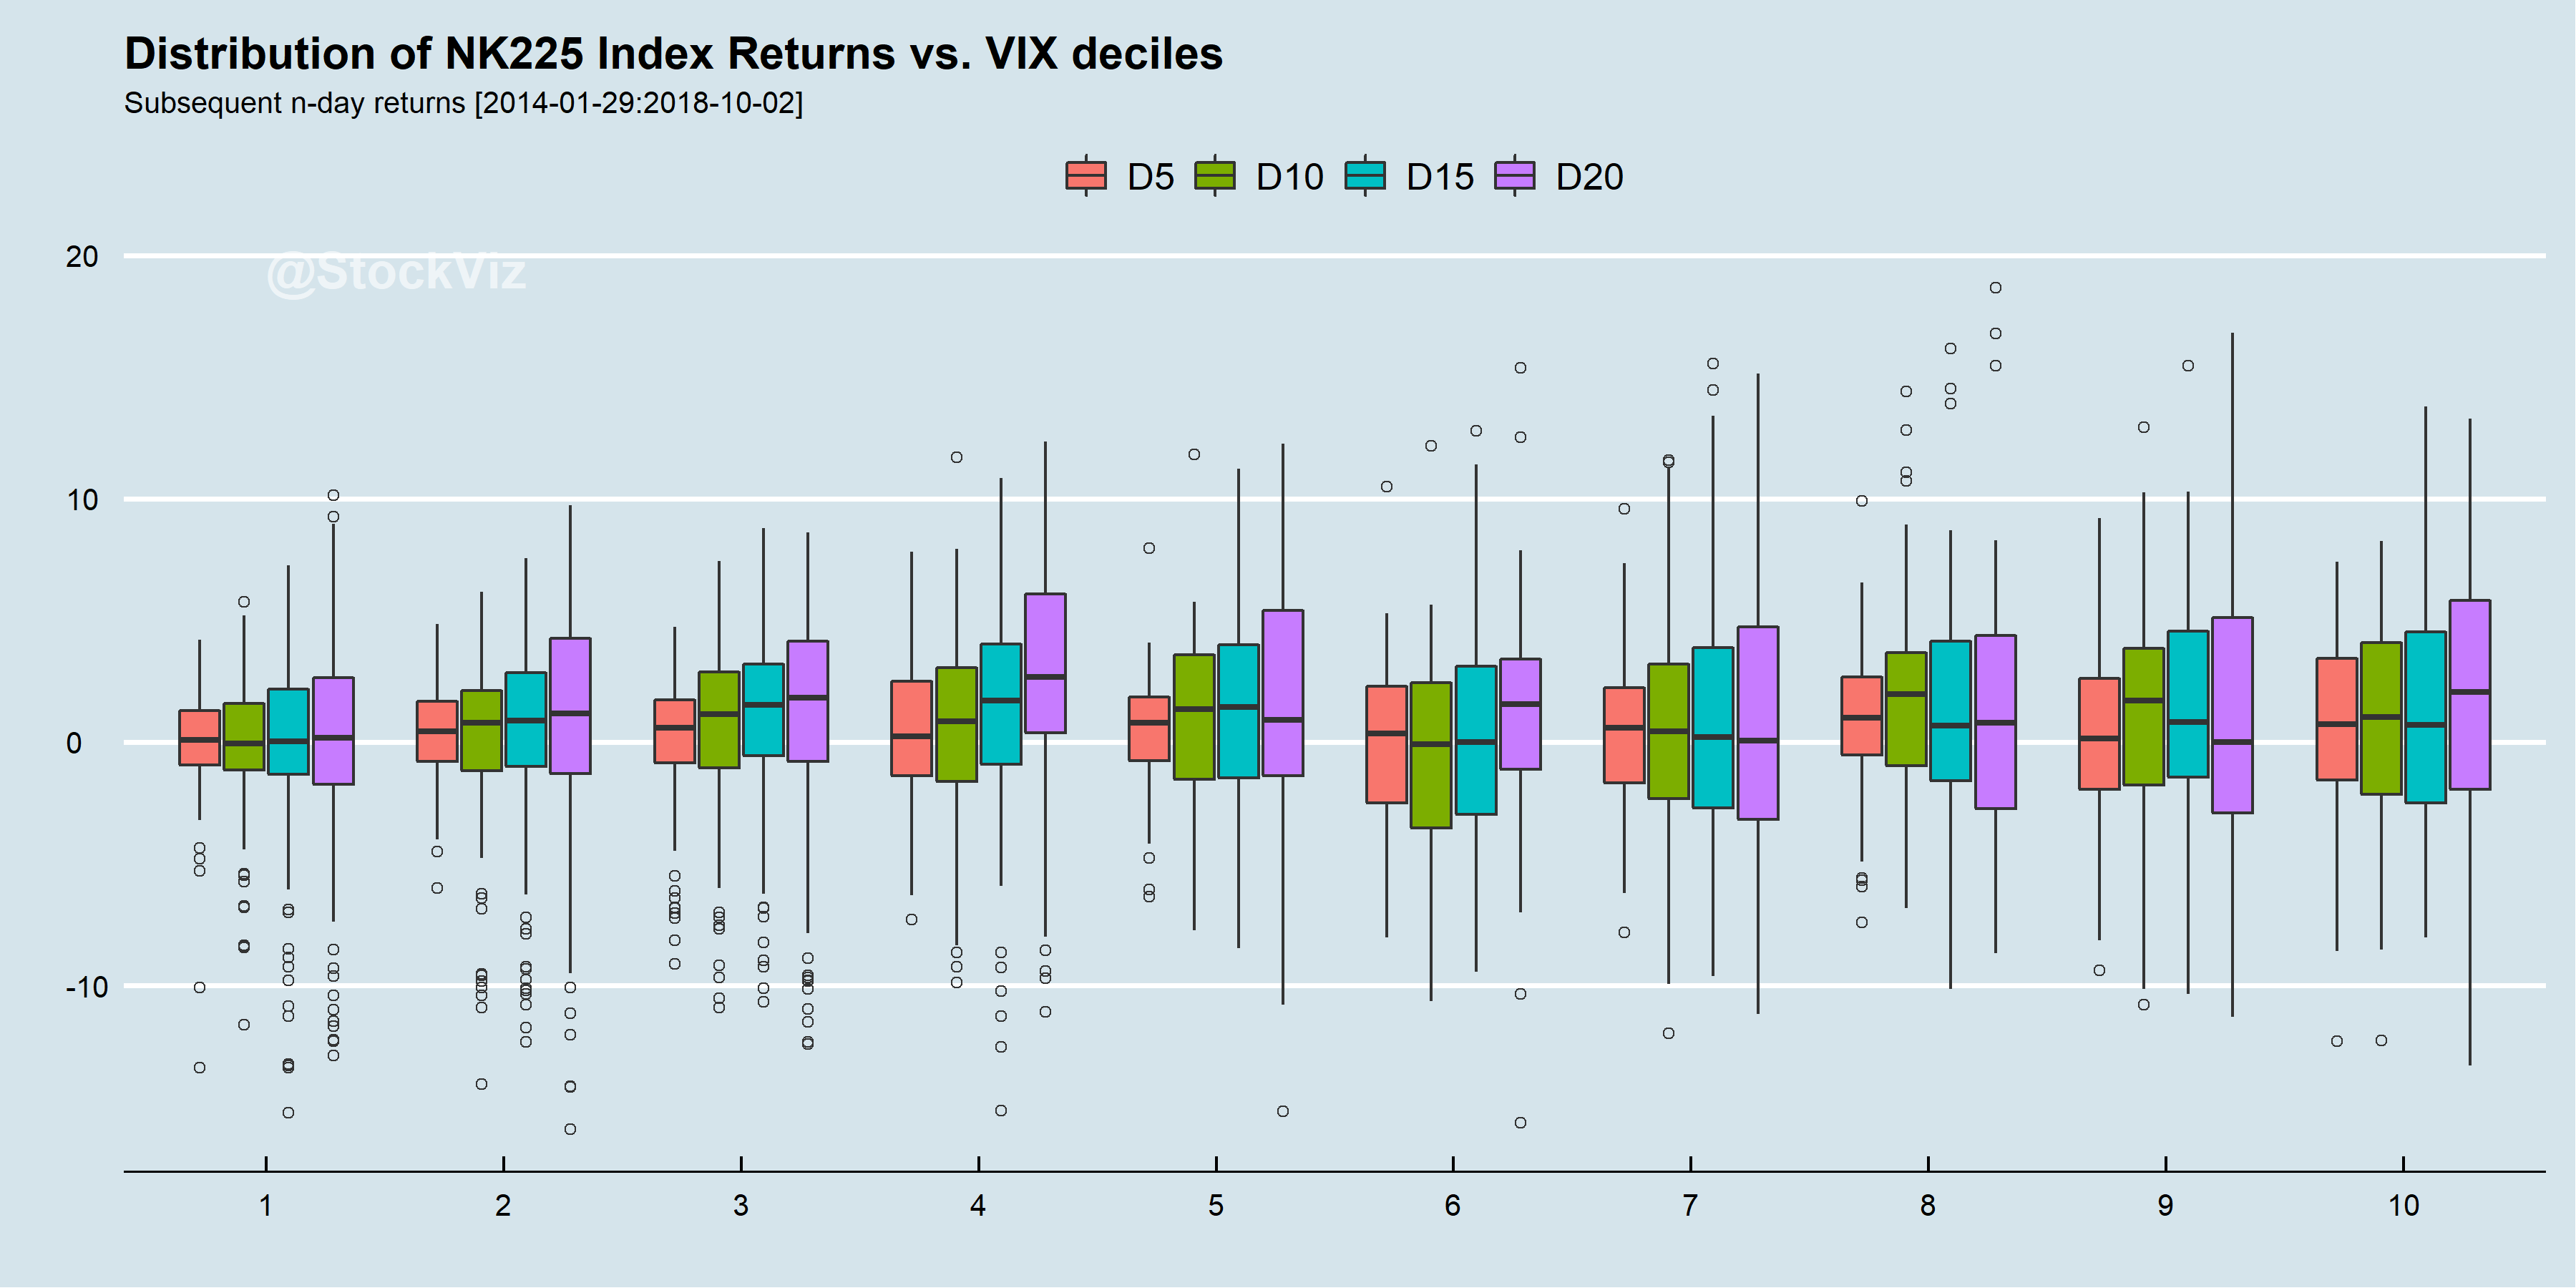 Distribution of NK225 Index Returns vs. VIX deciles
Subsequent n-day returns [2014-01-29:2018-10-02]
D5 D10 D15 D20
20
@StockViz
10
0
-10
1 2 3 4 5 6 7 8 9 10